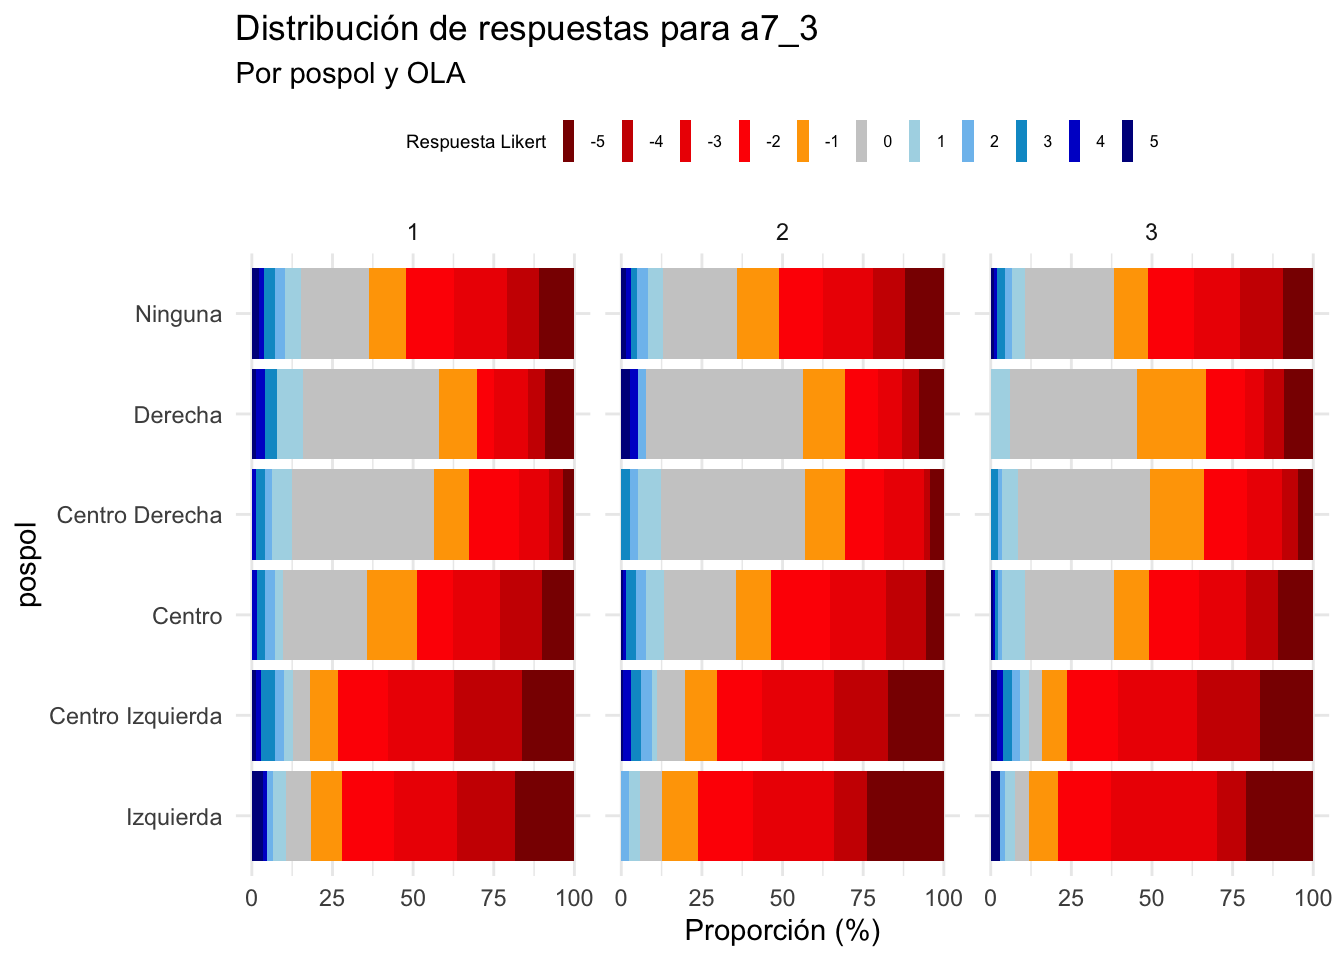 Distribución de respuestas para a7_3
Por pospol y OLA
Respuesta Likert -5 -4 -3 -2 -1 0 1 2 3 4 5
1 2 3
Ninguna
Derecha
Centro Derecha
Centro
Centro Izquierda
Izquierda
pospol
0 25 50 75 100 0 25 50 75 100 0 25 50 75 100
Proporción (%)